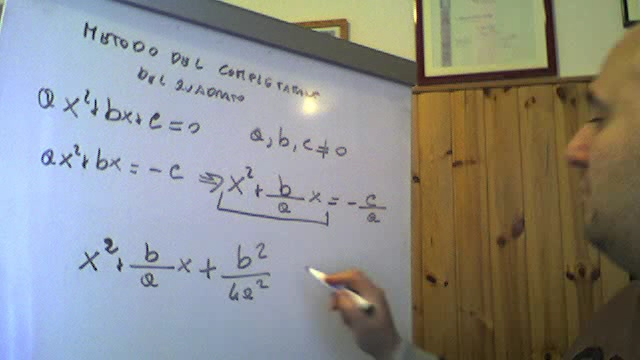 METODO DEL COMPLETAMENTO
DEL QUADRATO
ax²+bx+c=0 a,b,c≠0
ax²+bx=-c ⇒ x²+b/a x=-c/a
x²+b/a x+b²/4a²